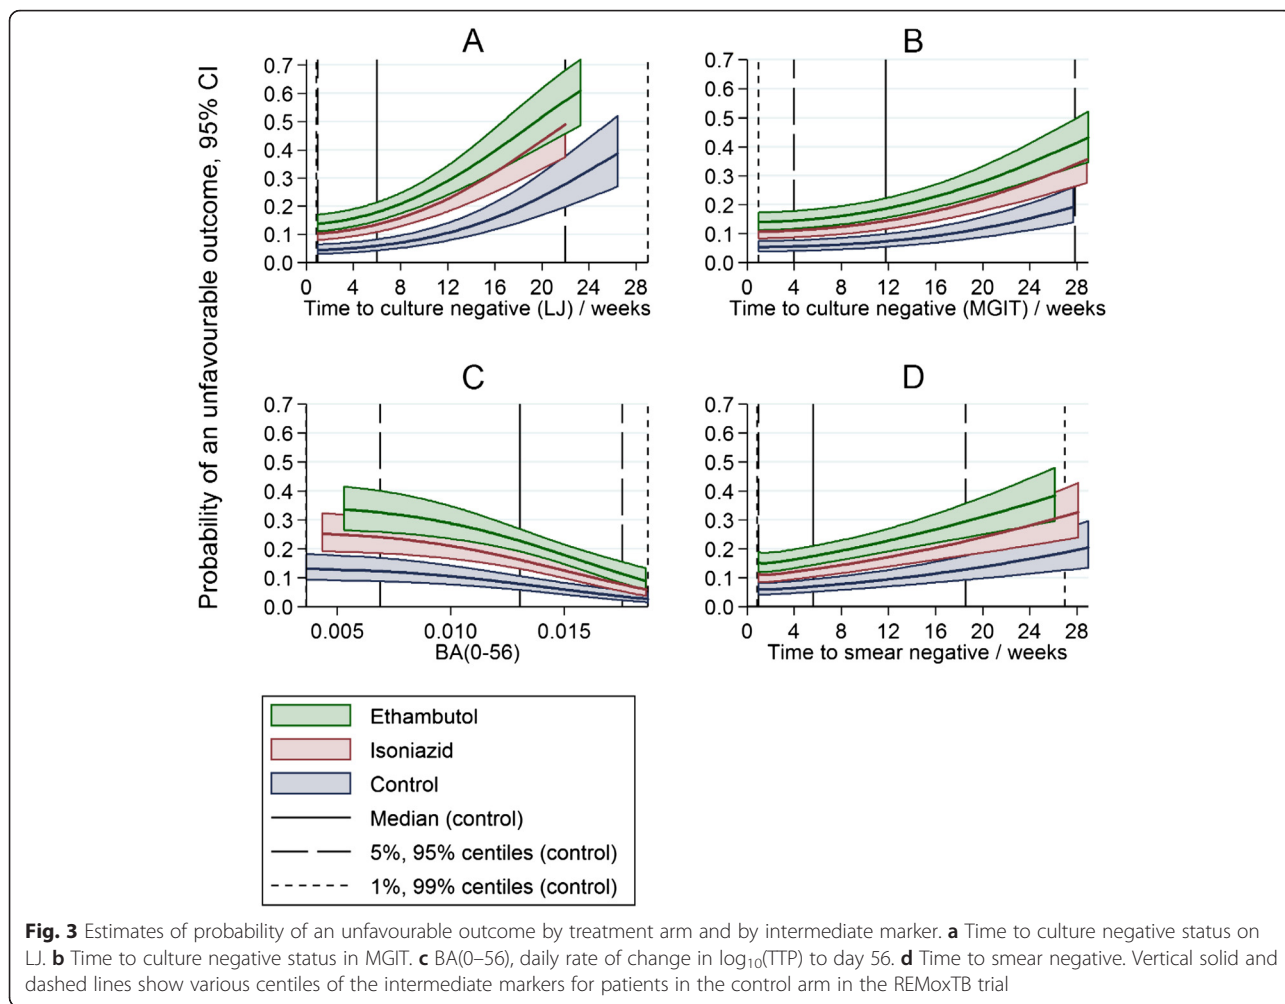 Probability of an unfavourable outcome, 95% CI
A
0.7
0.6
0.5
0.4
0.3
0.2
0.1
0.0
0 4 8 12 16 20 24 28
Time to culture negative (LJ) / weeks
B
0.7
0.6
0.5
0.4
0.3
0.2
0.1
0.0
0 4 8 12 16 20 24 28
Time to culture negative (MGIT) / weeks
C
0.7
0.6
0.5
0.4
0.3
0.2
0.1
0.0
0.005 0.010 0.015
BA(0-56)
D
0.7
0.6
0.5
0.4
0.3
0.2
0.1
0.0
0 4 8 12 16 20 24 28
Time to smear negative / weeks
Ethambutol
Isoniazid
Control
Median (control)
5%, 95% centiles (control)
1%, 99% centiles (control)
Fig. 3 Estimates of probability of an unfavourable outcome by treatment arm and by intermediate marker. a Time to culture negative status on
LJ. b Time to culture negative status in MGIT. c BA(0–56), daily rate of change in log10(TTP) to day 56. d Time to smear negative. Vertical solid and
dashed lines show various centiles of the intermediate markers for patients in the control arm in the REMoxTB trial